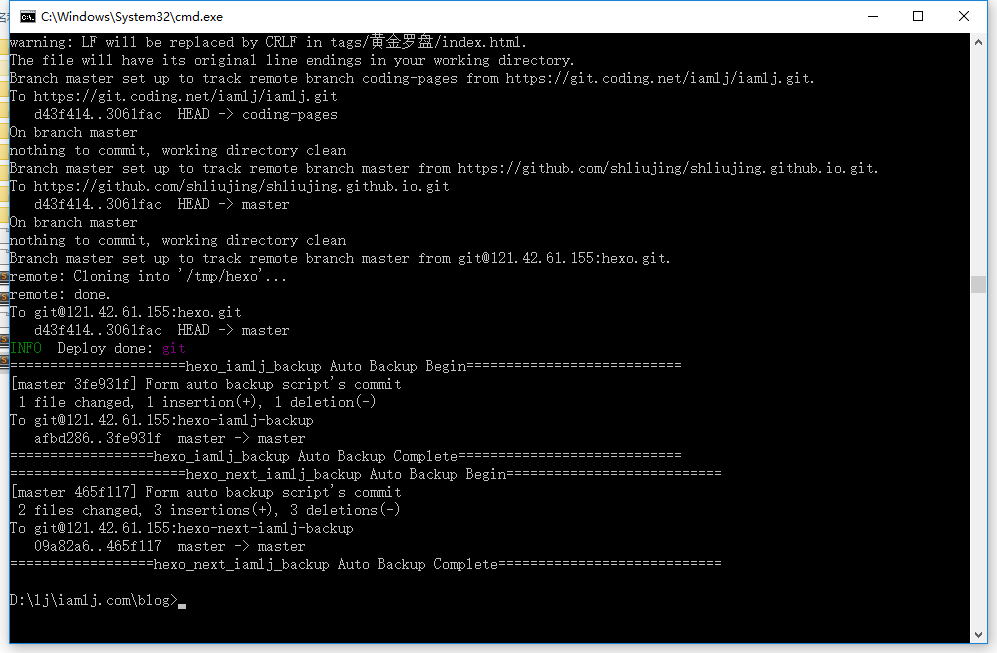 C:\Windows\System32\cmd.exe
warning: LF will be replaced by CRLF in tags/黄金罗盘/index.html.
The file will have its original line endings in your working directory.
Branch master set up to track remote branch coding-pages from https://git.coding.net/iamlj/iamlj.git.
To https://git.coding.net/iamlj/iamlj.git
   d43f414..3061fac  HEAD -> coding-pages
On branch master
nothing to commit, working directory clean
Branch master set up to track remote branch master from https://github.com/shliujing/shliujing.github.io.git.
To https://github.com/shliujing/shliujing.github.io.git
   d43f414..3061fac  HEAD -> master
On branch master
nothing to commit, working directory clean
Branch master set up to track remote branch master from git@121.42.61.155:hexo.git.
remote: Cloning into '/tmp/hexo'...
remote: done.
To git@121.42.61.155:hexo.git
   d43f414..3061fac  HEAD -> master
INFO  Deploy done: git
======================hexo_iamlj_backup Auto Backup Begin===========================
[master 3fe931f] Form auto backup script's commit
 1 file changed, 1 insertion(+), 1 deletion(-)
To git@121.42.61.155:hexo-iamlj-backup
   afbd286..3fe931f  master -> master
==================hexo_iamlj_backup Auto Backup Complete============================
======================hexo_next_iamlj_backup Auto Backup Begin===========================
[master 465f117] Form auto backup script's commit
 2 files changed, 3 insertions(+), 3 deletions(-)
To git@121.42.61.155:hexo-next-iamlj-backup
   09a82a6..465f117  master -> master
==================hexo_next_iamlj_backup Auto Backup Complete============================
D:\lj\iamlj.com\blog>